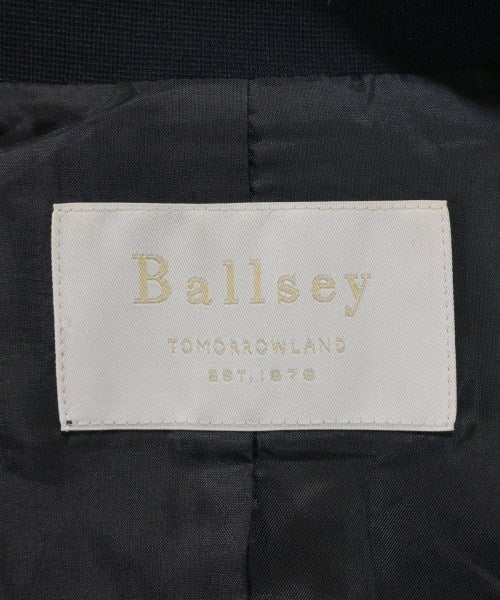 Ballsey
TOMORROWLAND
EST. 1978